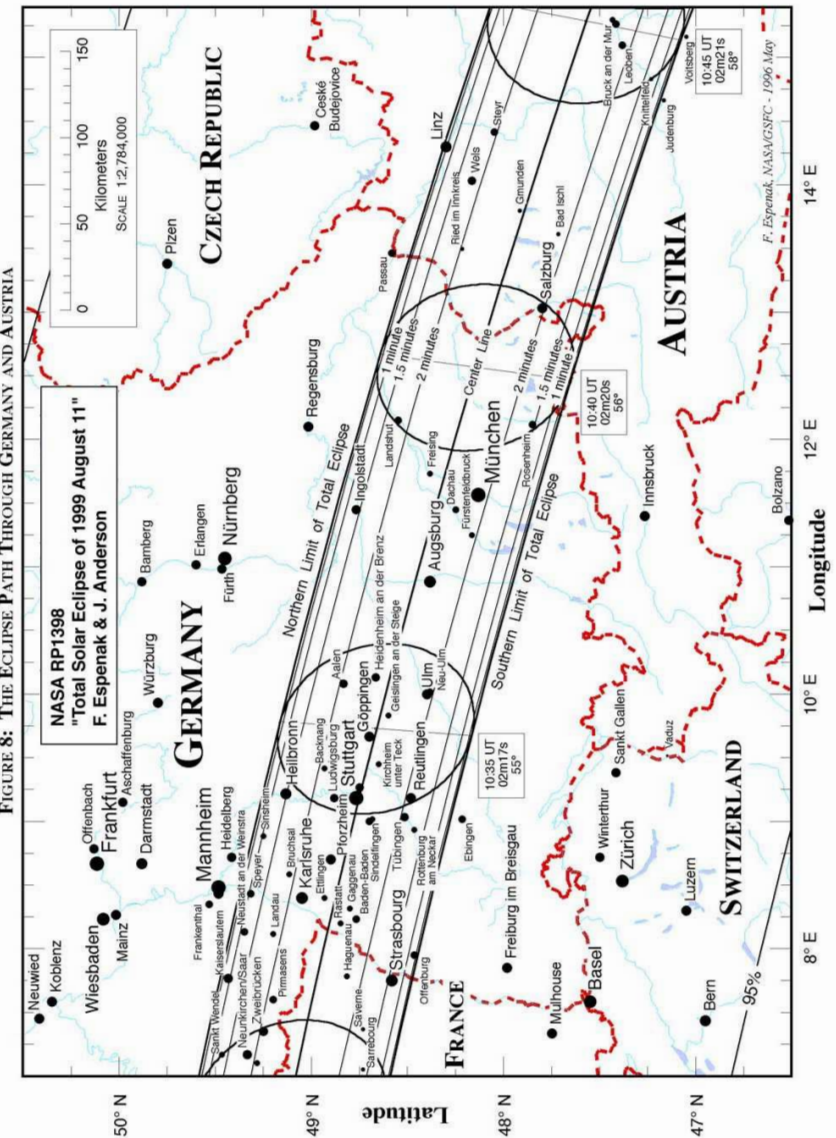 FIGURE 8: THE ECLIPSE PATH THROUGH GERMANY AND AUSTRIA
NASA RP1398
"Total Solar Eclipse of 1999 August 11"
F. Espenak & J. Anderson
0 50 100 150
Kilometers
SCALE 1:2,784,000
GERMANY
CZECH REPUBLIC
FRANCE
SWITZERLAND
AUSTRIA
Neuwied
Koblenz
Wiesbaden
Mainz
Offenbach
Frankfurt
Aschaffenburg
Darmstadt
Würzburg
Bamberg
Erlangen
Nürnberg
Fürth
Regensburg
Plzen
Ceské
Budejovice
Mannheim
Heidelberg
Frankenthal
Neustadt an der Weinstra
Speyer
Sinsheim
Heilbronn
Kaiserslautern
Sankt Wendel
Neunkirchen/Saar
Zweibrücken
Pirmasens
Landau
Bruchsal
Karlsruhe
Ettlingen
Pforzheim
Backnang
Ludwigsburg
Stuttgart
Göppingen
Aalen
Heidenheim an der Brenz
Geislingen an der Steige
Kirchheim
unter Teck
Ulm
Neu-Ulm
Reutlingen
Sindelfingen
Tübingen
Rottenburg
am Neckar
Rastatt
Gaggenau
Baden-Baden
Haguenau
Saverne
Sarrebourg
Strasbourg
Offenburg
Ebingen
Freiburg im Breisgau
Mulhouse
Basel
Bern
Luzern
Zürich
Winterthur
Sankt Gallen
Vaduz
Innsbruck
Bolzano
Ingolstadt
Augsburg
Landshut
Freising
Dachau
Fürstenfeldbruck
München
Rosenheim
Passau
Salzburg
Ried im Innkreis
Linz
Wels
Steyr
Gmunden
Bad Ischl
Bruck an der Mur
Leoben
Knittelfeld
Judenburg
Voitsberg
Northern Limit of Total Eclipse
Southern Limit of Total Eclipse
1 minute
1.5 minutes
2 minutes
Center Line
2 minutes
1.5 minutes
1 minute
10:35 UT
02m17s
55°
10:40 UT
02m20s
56°
10:45 UT
02m21s
58°
95%
F. Espenak, NASA/GSFC - 1996 May
50° N
49° N
48° N
47° N
Latitude
8° E
10° E
12° E
14° E
Longitude